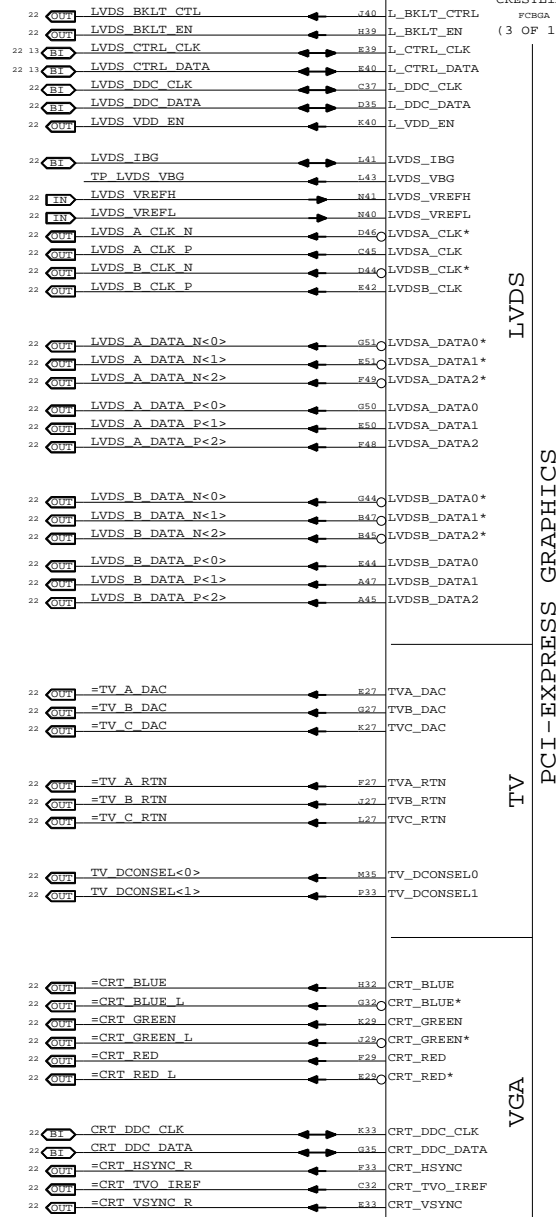 CRESTLI
22 OUT LVDS_BKLT_CTL J40 L_BKLT_CTRL FCBGA
22 OUT LVDS_BKLT_EN H39 L_BKLT_EN (3 OF 1
22 13 BI LVDS_CTRL_CLK E39 L_CTRL_CLK
22 13 BI LVDS_CTRL_DATA E40 L_CTRL_DATA
22 BI LVDS_DDC_CLK C37 L_DDC_CLK
22 BI LVDS_DDC_DATA D35 L_DDC_DATA
22 OUT LVDS_VDD_EN K40 L_VDD_EN
22 BI LVDS_IBG L41 LVDS_IBG
TP_LVDS_VBG L43 LVDS_VBG
22 IN LVDS_VREFH N41 LVDS_VREFH
22 IN LVDS_VREFL N40 LVDS_VREFL
22 OUT LVDS_A_CLK_N D46 LVDSA_CLK*
22 OUT LVDS_A_CLK_P C45 LVDSA_CLK
22 OUT LVDS_B_CLK_N D44 LVDSB_CLK*
22 OUT LVDS_B_CLK_P E42 LVDSB_CLK
LVDS
22 OUT LVDS_A_DATA_N<0> G51 LVDSA_DATA0*
22 OUT LVDS_A_DATA_N<1> E51 LVDSA_DATA1*
22 OUT LVDS_A_DATA_N<2> F49 LVDSA_DATA2*
22 OUT LVDS_A_DATA_P<0> G50 LVDSA_DATA0
22 OUT LVDS_A_DATA_P<1> E50 LVDSA_DATA1
22 OUT LVDS_A_DATA_P<2> F48 LVDSA_DATA2
22 OUT LVDS_B_DATA_N<0> G44 LVDSB_DATA0*
22 OUT LVDS_B_DATA_N<1> B47 LVDSB_DATA1*
22 OUT LVDS_B_DATA_N<2> B45 LVDSB_DATA2*
22 OUT LVDS_B_DATA_P<0> E44 LVDSB_DATA0
22 OUT LVDS_B_DATA_P<1> A47 LVDSB_DATA1
22 OUT LVDS_B_DATA_P<2> A45 LVDSB_DATA2
PCI-EXPRESS GRAPHICS
22 OUT =TV_A_DAC E27 TVA_DAC
22 OUT =TV_B_DAC G27 TVB_DAC
22 OUT =TV_C_DAC K27 TVC_DAC
22 OUT =TV_A_RTN F27 TVA_RTN
22 OUT =TV_B_RTN J27 TVB_RTN
22 OUT =TV_C_RTN L27 TVC_RTN
TV
22 OUT TV_DCONSEL<0> M35 TV_DCONSEL0
22 OUT TV_DCONSEL<1> P33 TV_DCONSEL1
22 OUT =CRT_BLUE H32 CRT_BLUE
22 OUT =CRT_BLUE_L G32 CRT_BLUE*
22 OUT =CRT_GREEN K29 CRT_GREEN
22 OUT =CRT_GREEN_L J29 CRT_GREEN*
22 OUT =CRT_RED F29 CRT_RED
22 OUT =CRT_RED_L E29 CRT_RED*
VGA
22 BI CRT_DDC_CLK K33 CRT_DDC_CLK
22 BI CRT_DDC_DATA G35 CRT_DDC_DATA
22 OUT =CRT_HSYNC_R F33 CRT_HSYNC
22 OUT =CRT_TVO_IREF C32 CRT_TVO_IREF
22 OUT =CRT_VSYNC_R E33 CRT_VSYNC